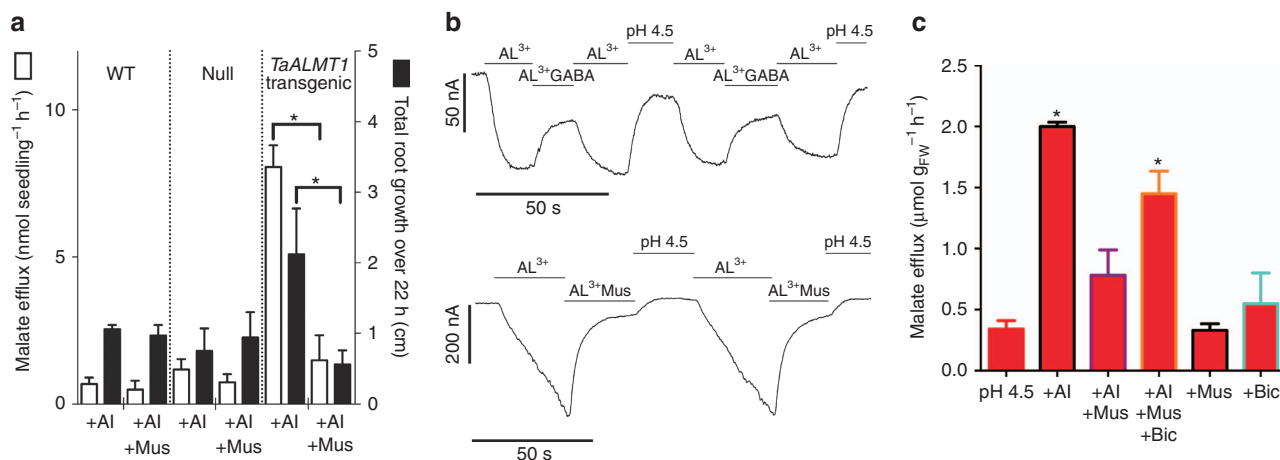 a
Malate efflux (nmol seedling⁻¹ h⁻¹)
10
5
0
WT
Null
TaALMT1
transgenic
*
*
5
4
3
2
1
0
Total root growth over 22 h (cm)
+Al
+Al
+Mus
+Al
+Al
+Mus
+Al
+Al
+Mus
b
pH 4.5
pH 4.5
AL³⁺
AL³⁺
AL³⁺
AL³⁺
AL³⁺GABA
AL³⁺GABA
50 nA
50 s
pH 4.5
pH 4.5
AL³⁺
AL³⁺
AL³⁺Mus
AL³⁺Mus
200 nA
50 s
c
Malate efflux (µmol gFW⁻¹ h⁻¹)
2.5
2.0
1.5
1.0
0.5
0.0
*
*
pH 4.5
+Al
+Al
+Mus
+Al
+Mus
+Bic
+Mus
+Bic